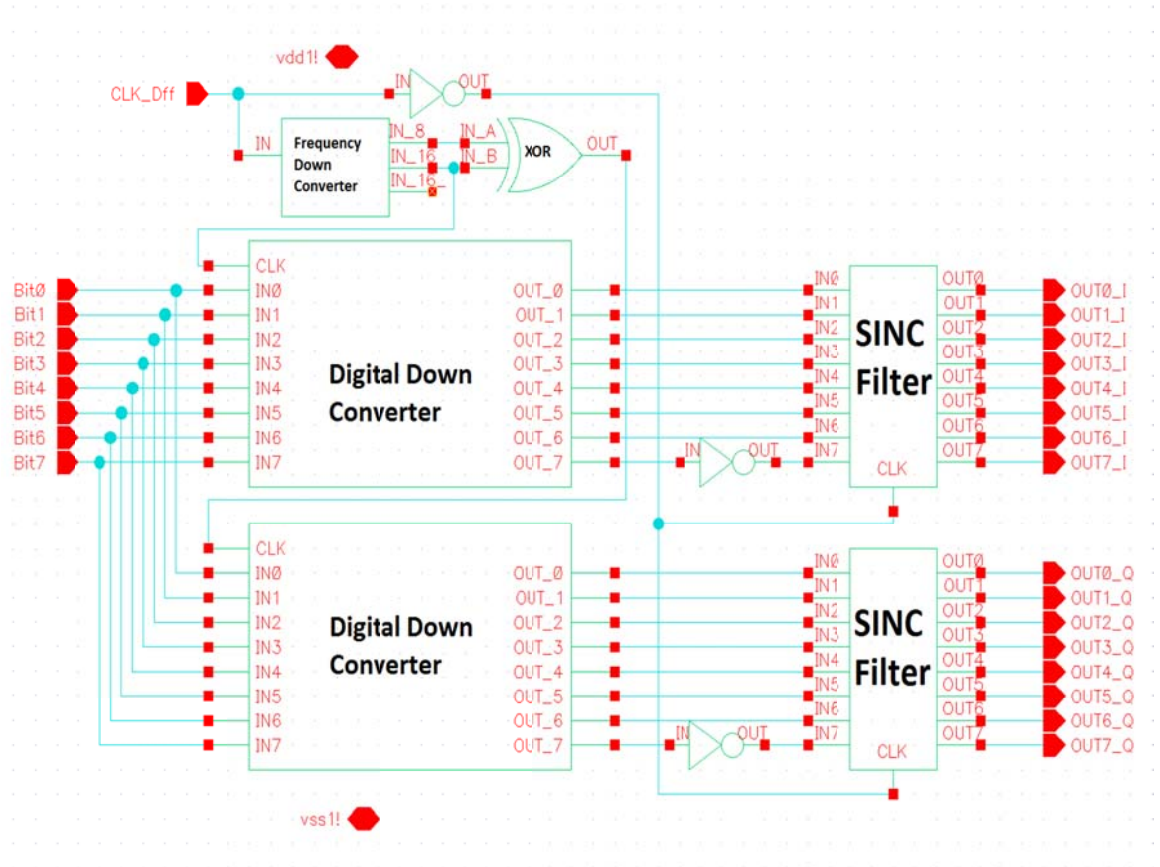 vdd1!
CLK_Dff
IN
OUT
IN
Frequency
Down
Converter
IN_8
IN_16
IN_16_
IN_A
IN_B
XOR
OUT
Bit0
Bit1
Bit2
Bit3
Bit4
Bit5
Bit6
Bit7
CLK
IN0
IN1
IN2
IN3
IN4
IN5
IN6
IN7
Digital Down
Converter
OUT_0
OUT_1
OUT_2
OUT_3
OUT_4
OUT_5
OUT_6
OUT_7
IN
OUT
IN0
IN1
IN2
IN3
IN4
IN5
IN6
IN7
SINC
Filter
CLK
OUT0
OUT1
OUT2
OUT3
OUT4
OUT5
OUT6
OUT7
OUT0_I
OUT1_I
OUT2_I
OUT3_I
OUT4_I
OUT5_I
OUT6_I
OUT7_I
CLK
IN0
IN1
IN2
IN3
IN4
IN5
IN6
IN7
Digital Down
Converter
OUT_0
OUT_1
OUT_2
OUT_3
OUT_4
OUT_5
OUT_6
OUT_7
IN
OUT
IN0
IN1
IN2
IN3
IN4
IN5
IN6
IN7
SINC
Filter
CLK
OUT0
OUT1
OUT2
OUT3
OUT4
OUT5
OUT6
OUT7
OUT0_Q
OUT1_Q
OUT2_Q
OUT3_Q
OUT4_Q
OUT5_Q
OUT6_Q
OUT7_Q
vss1!